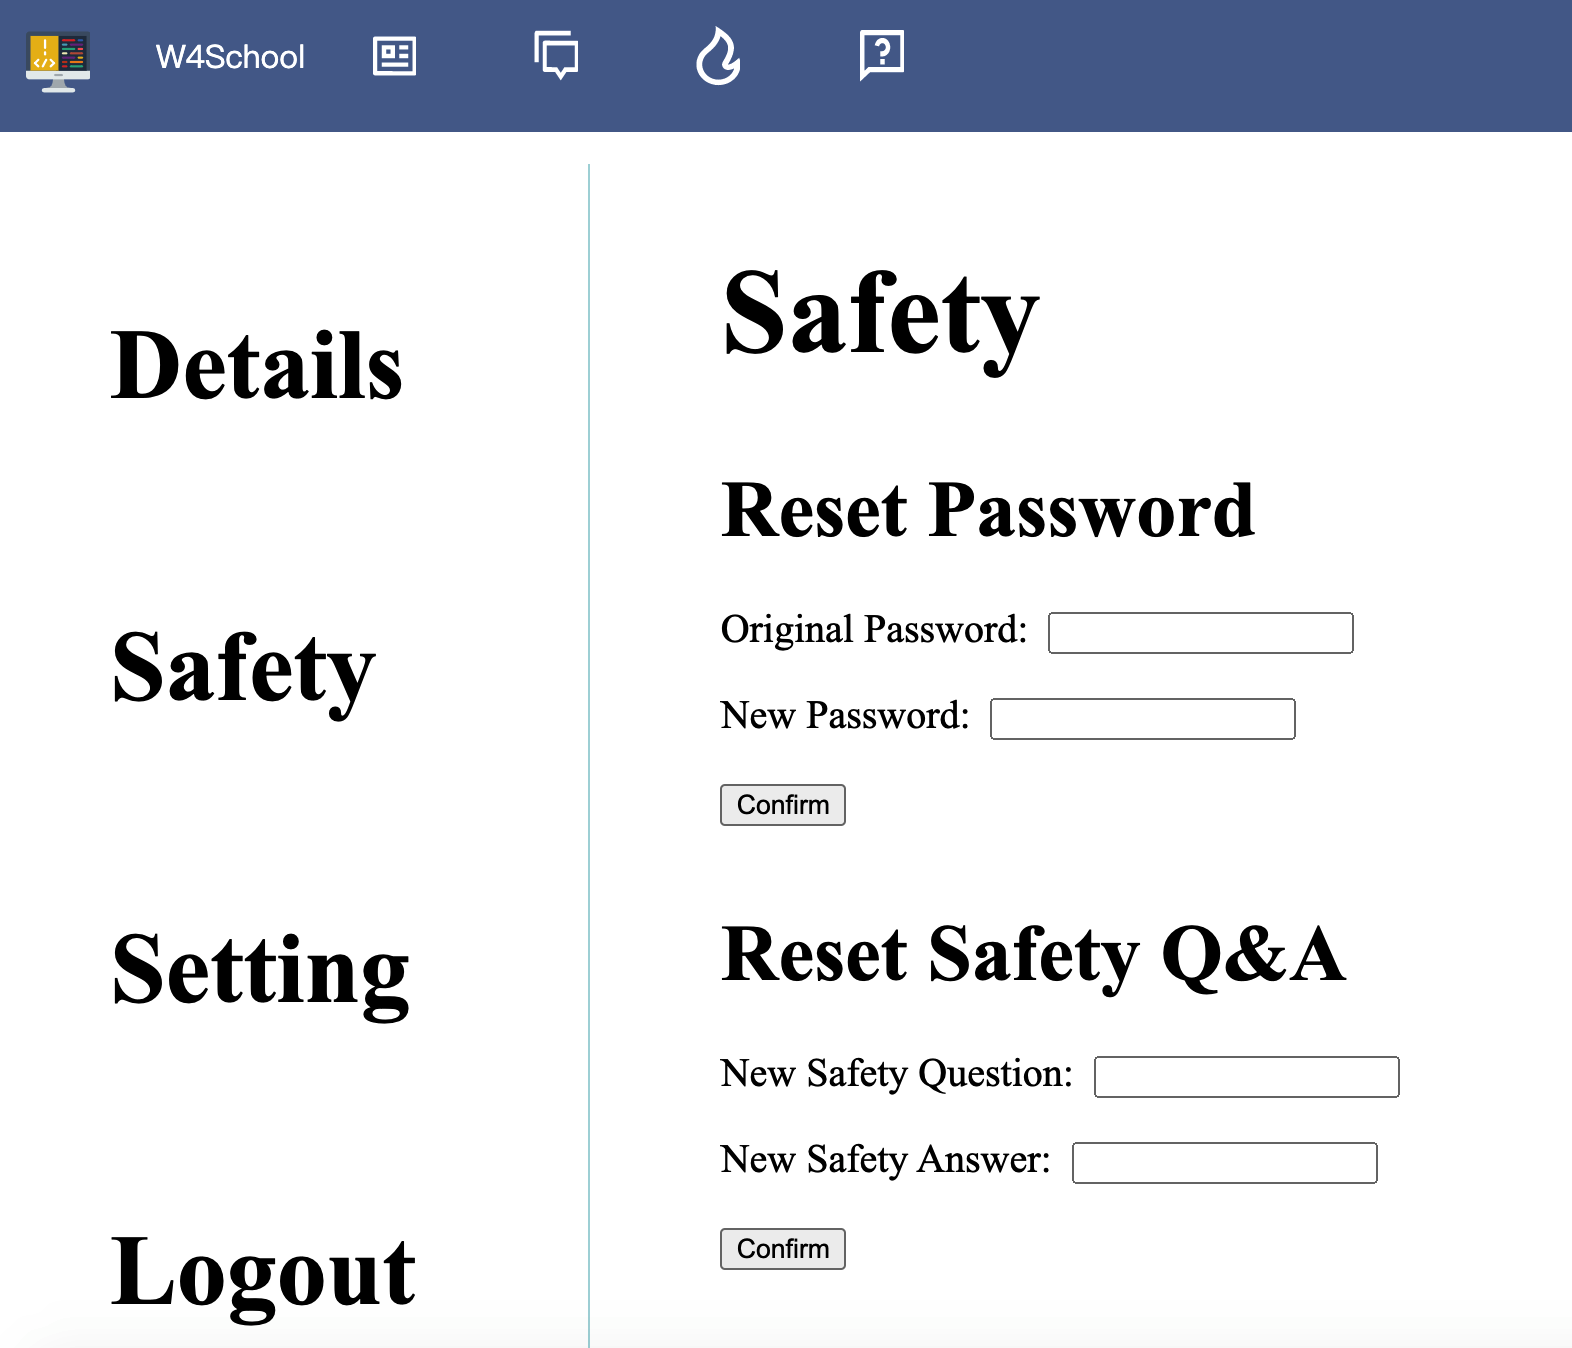 W4School
Details
Safety
Setting
Logout
Safety
Reset Password
Original Password:
New Password:
Confirm
Reset Safety Q&A
New Safety Question:
New Safety Answer:
Confirm